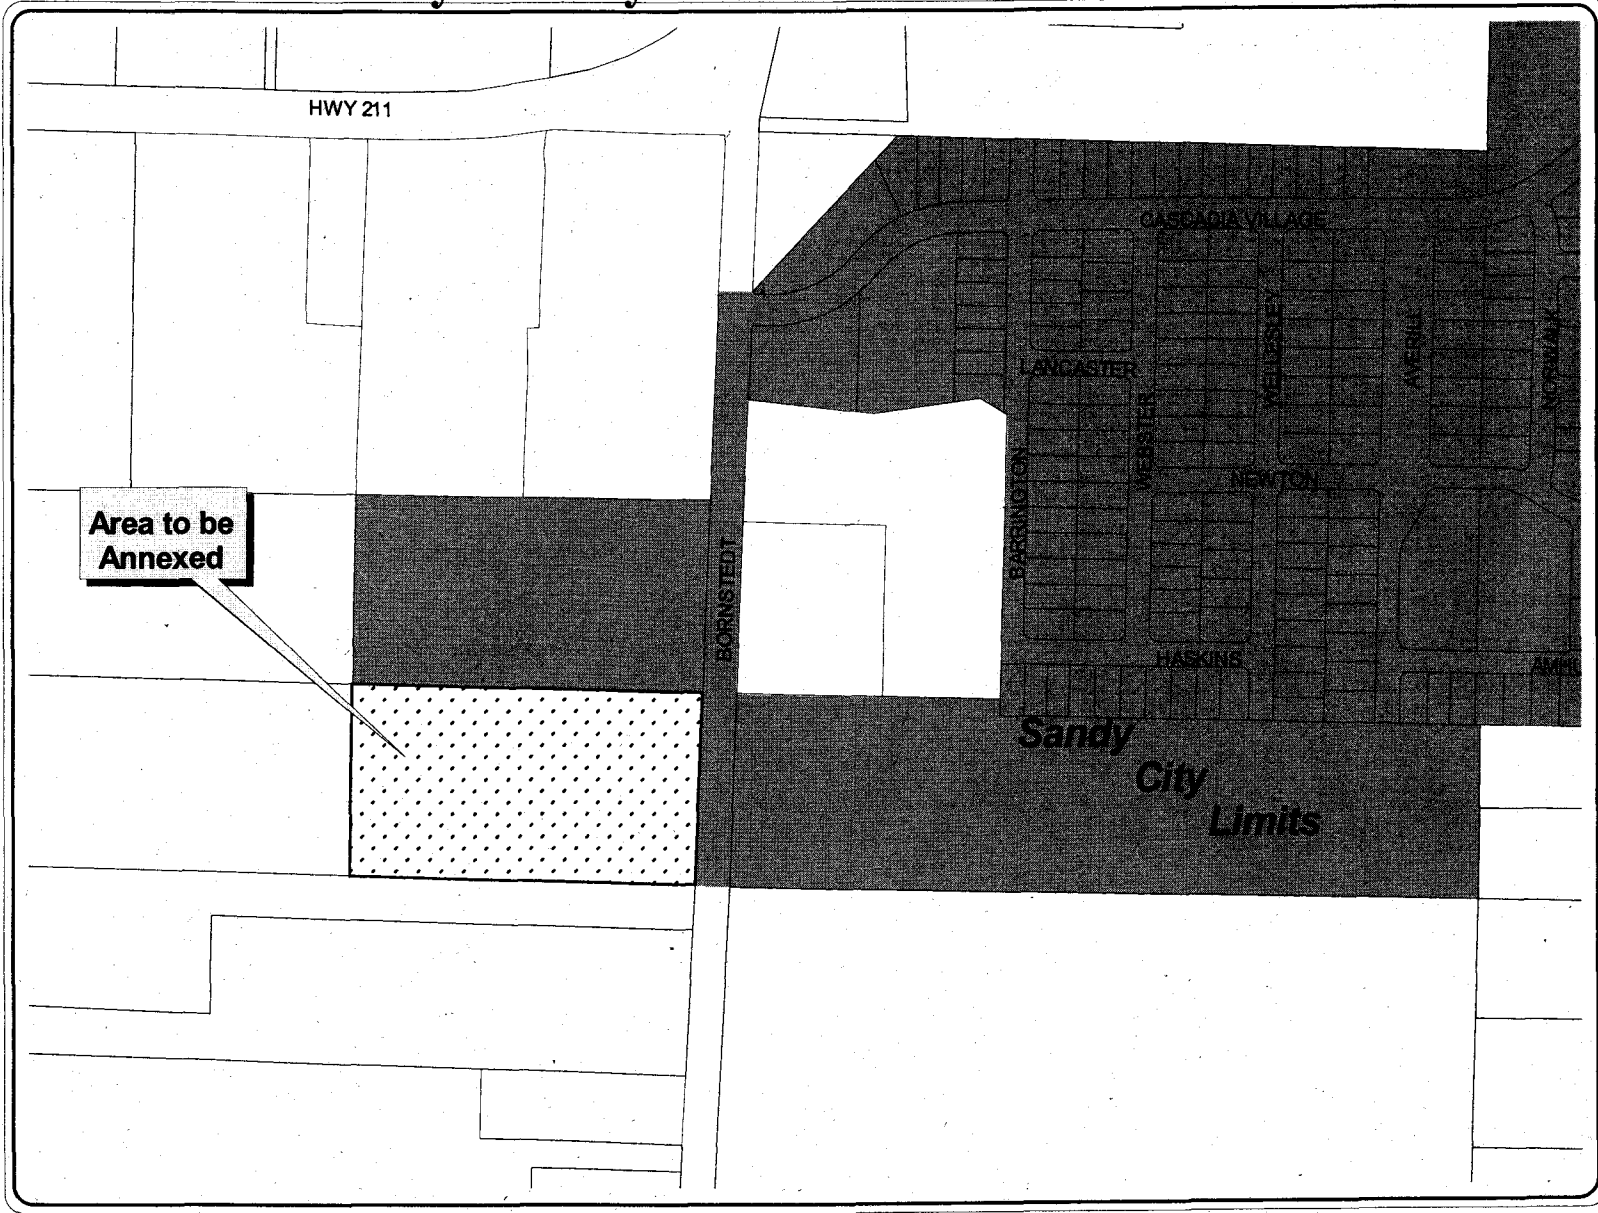 HWY 211
CASCADIA VILLAGE
LANCASTER
WELLESLEY
AVERILL
NORWALK
WEBSTER
BARRINGTON
NEWTON
Area to be
Annexed
BORNSTEDT
HASKINS
Sandy
City
Limits